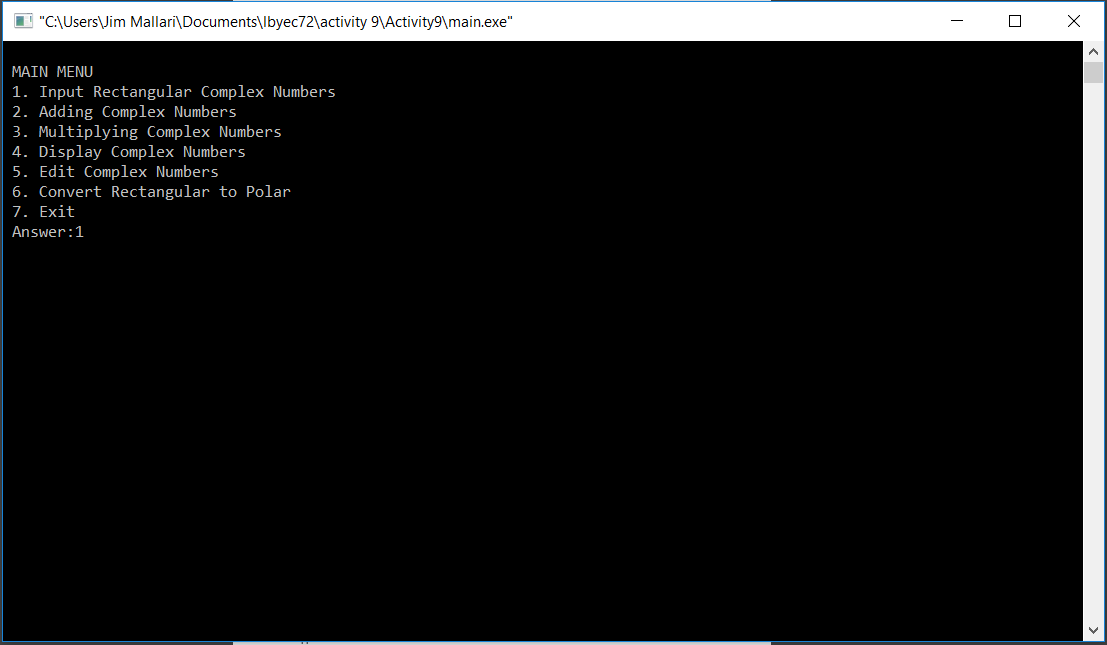 "C:\Users\Jim Mallari\Documents\lbyec72\activity 9\Activity9\main.exe"
MAIN MENU
1. Input Rectangular Complex Numbers
2. Adding Complex Numbers
3. Multiplying Complex Numbers
4. Display Complex Numbers
5. Edit Complex Numbers
6. Convert Rectangular to Polar
7. Exit
Answer:1